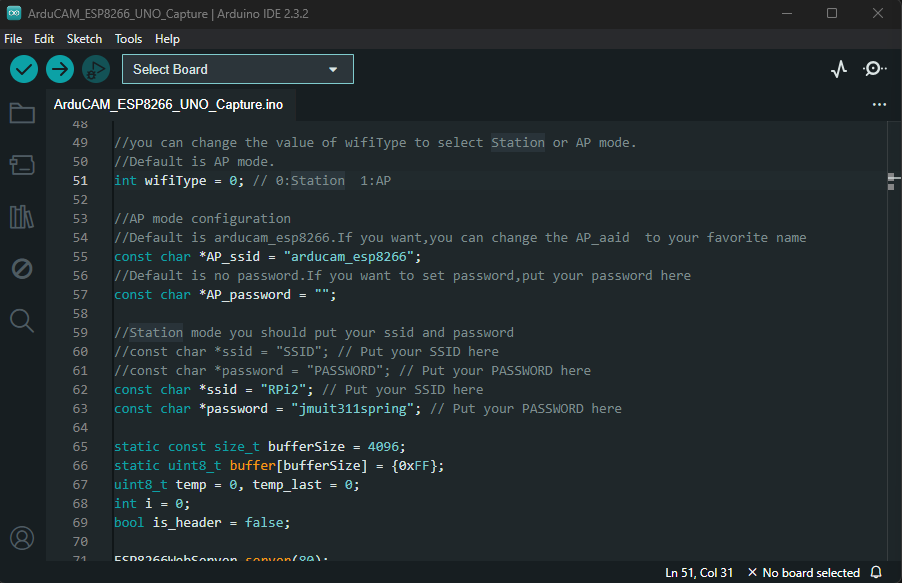 ArduCAM_ESP8266_UNO_Capture | Arduino IDE 2.3.2
File Edit Sketch Tools Help
Select Board
ArduCAM_ESP8266_UNO_Capture.ino
48
49 //you can change the value of wifiType to select Station or AP mode.
50 //Default is AP mode.
51 int wifiType = 0; // 0:Station  1:AP
52
53 //AP mode configuration
54 //Default is arducam_esp8266.If you want,you can change the AP_aaid  to your favorite name
55 const char *AP_ssid = "arducam_esp8266";
56 //Default is no password.If you want to set password,put your password here
57 const char *AP_password = "";
58
59 //Station mode you should put your ssid and password
60 //const char *ssid = "SSID"; // Put your SSID here
61 //const char *password = "PASSWORD"; // Put your PASSWORD here
62 const char *ssid = "RPi2"; // Put your SSID here
63 const char *password = "jmuit311spring"; // Put your PASSWORD here
64
65 static const size_t bufferSize = 4096;
66 static uint8_t buffer[bufferSize] = {0xFF};
67 uint8_t temp = 0, temp_last = 0;
68 int i = 0;
69 bool is_header = false;
70
71 ESP8266WebServer server(80);
Ln 51, Col 31 × No board selected